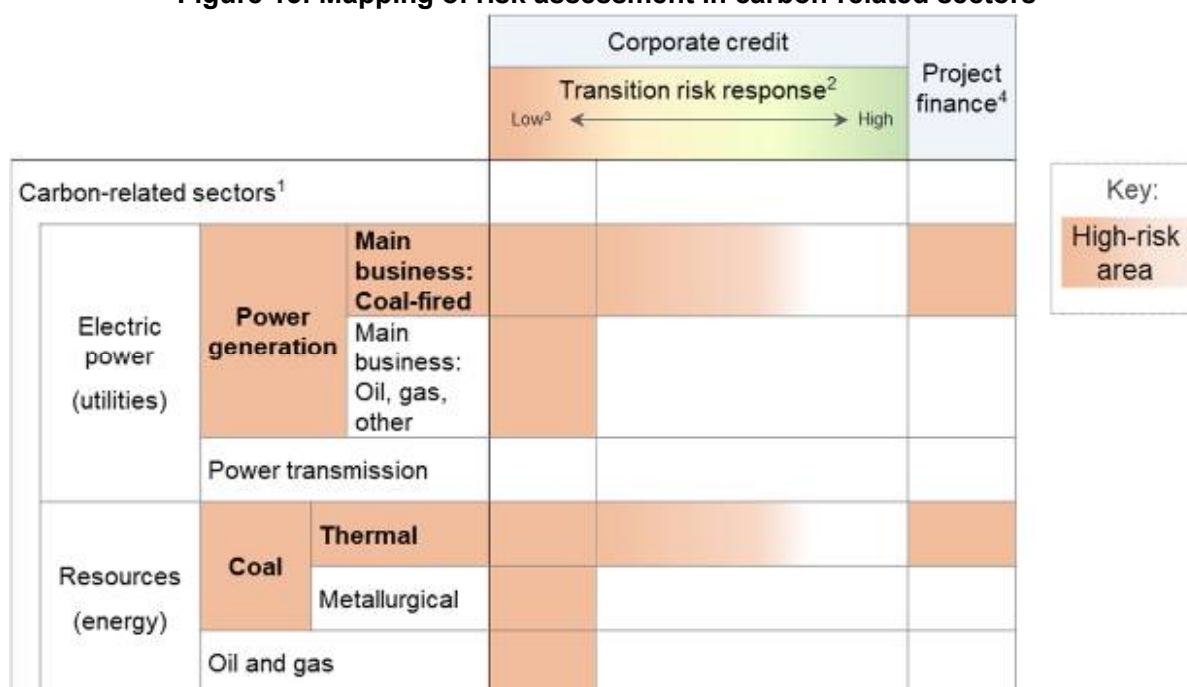 Corporate credit
Transition risk response²
Low³
High
Project
finance⁴
Carbon-related sectors¹
Key:
High-risk
area
Electric
power
(utilities)
Power
generation
Main
business:
Coal-fired
Main
business:
Oil, gas,
other
Power transmission
Resources
(energy)
Coal
Thermal
Metallurgical
Oil and gas